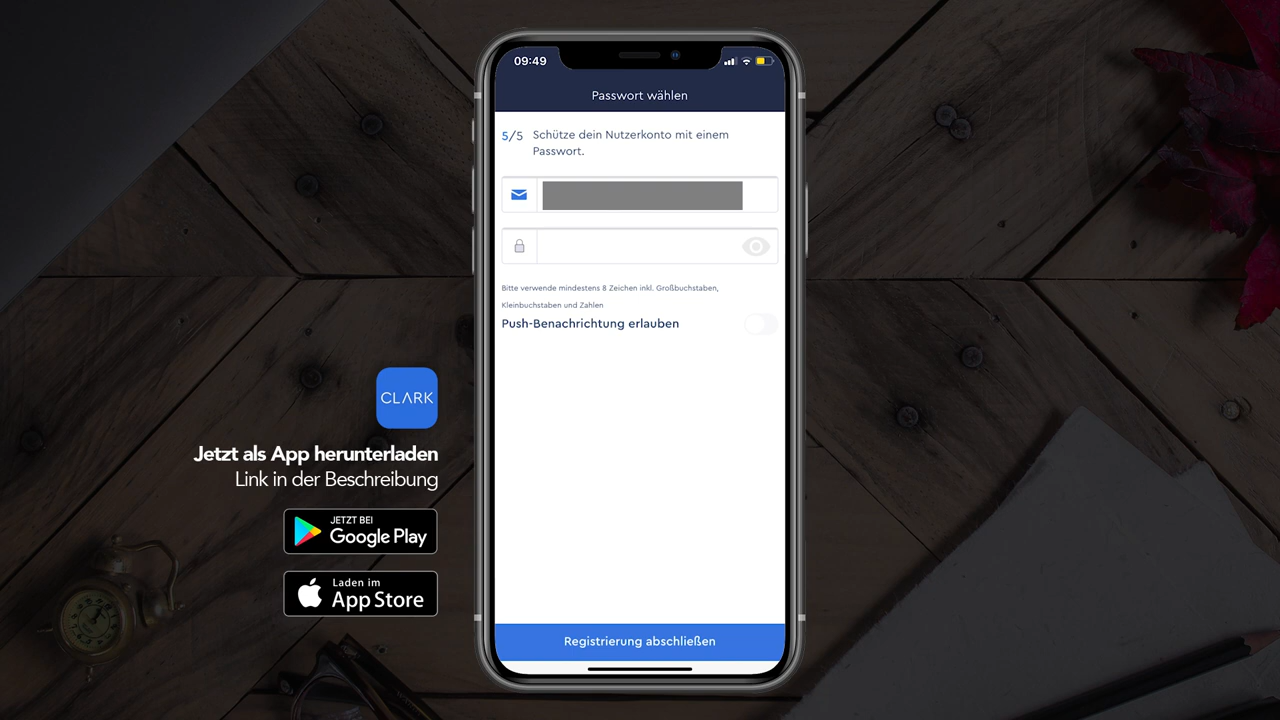 09:49
Passwort wählen
5/5
Schütze dein Nutzerkonto mit einem
Passwort.
Bitte verwende mindestens 8 Zeichen inkl. Großbuchstaben,
Kleinbuchstaben und Zahlen
Push-Benachrichtung erlauben
Registrierung abschließen
CLARK
Jetzt als App herunterladen
Link in der Beschreibung
JETZT BEI
Google Play
Laden im
App Store